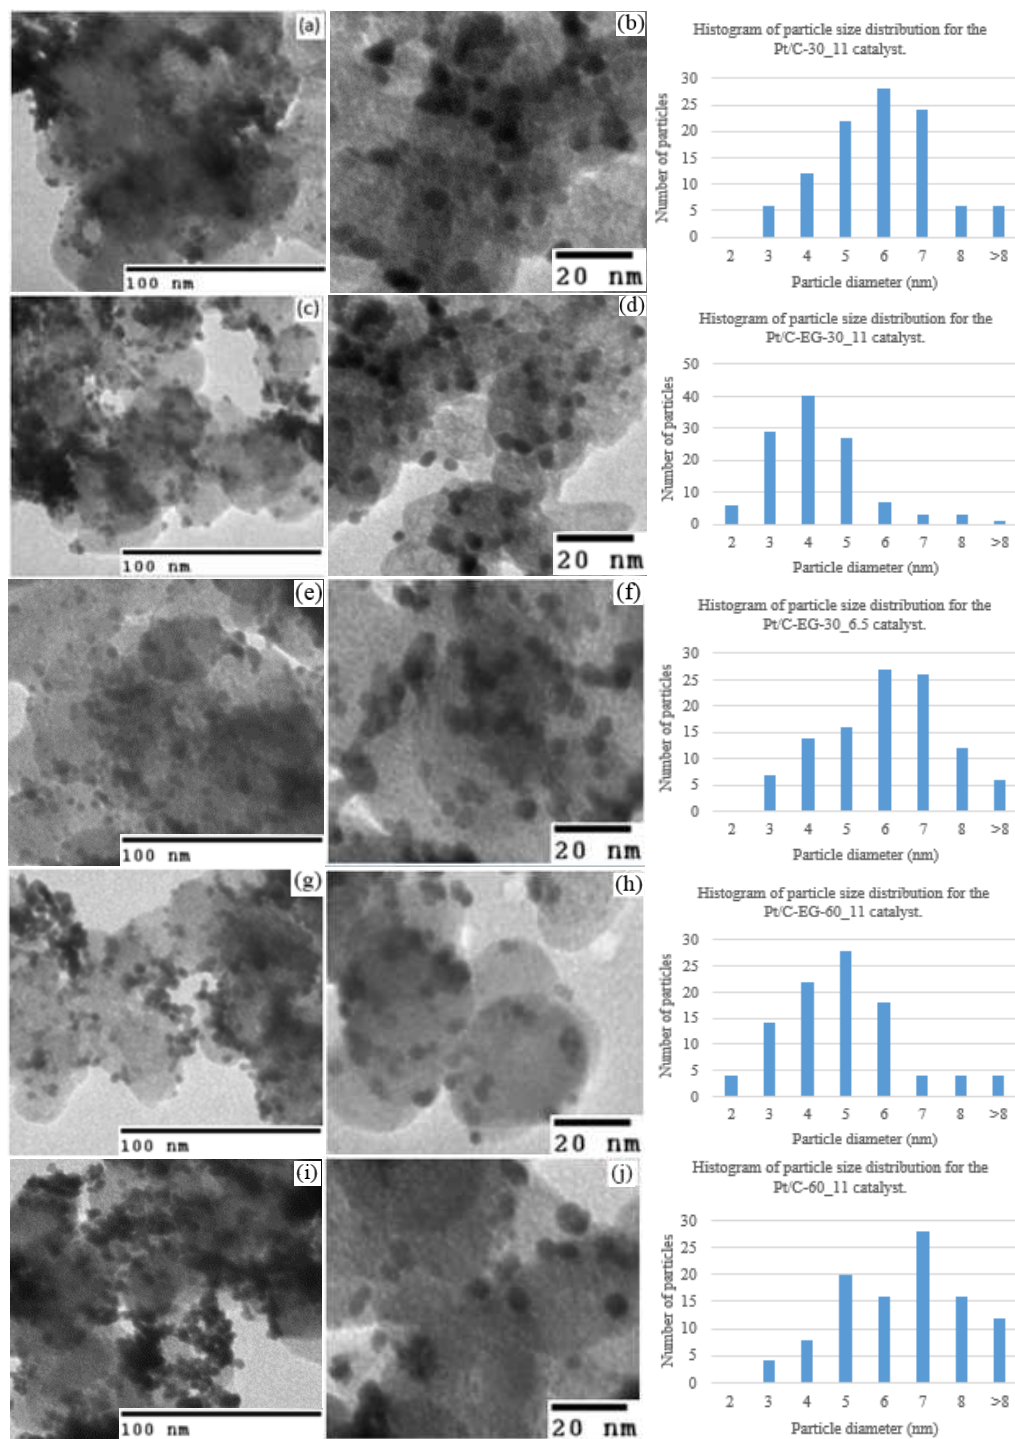 (a)
100 nm
(b)
20 nm
Histogram of particle size distribution for the
Pt/C-30_11 catalyst.
Number of particles
30
25
20
15
10
5
0
2 3 4 5 6 7 8 >8
Particle diameter (nm)
(c)
100 nm
(d)
20 nm
Histogram of particle size distribution for the
Pt/C-EG-30_11 catalyst.
Number of particles
50
40
30
20
10
0
2 3 4 5 6 7 8 >8
Particle diameter (nm)
(e)
100 nm
(f)
20 nm
Histogram of particle size distribution for the
Pt/C-EG-30_6.5 catalyst.
Number of particles
30
25
20
15
10
5
0
2 3 4 5 6 7 8 >8
Particle diameter (nm)
(g)
100 nm
(h)
20 nm
Histogram of particle size distribution for the
Pt/C-EG-60_11 catalyst.
Number of particles
30
25
20
15
10
5
0
2 3 4 5 6 7 8 >8
Particle diameter (nm)
(i)
100 nm
(j)
20 nm
Histogram of particle size distribution for the
Pt/C-60_11 catalyst.
Number of particles
30
25
20
15
10
5
0
2 3 4 5 6 7 8 >8
Particle diameter (nm)